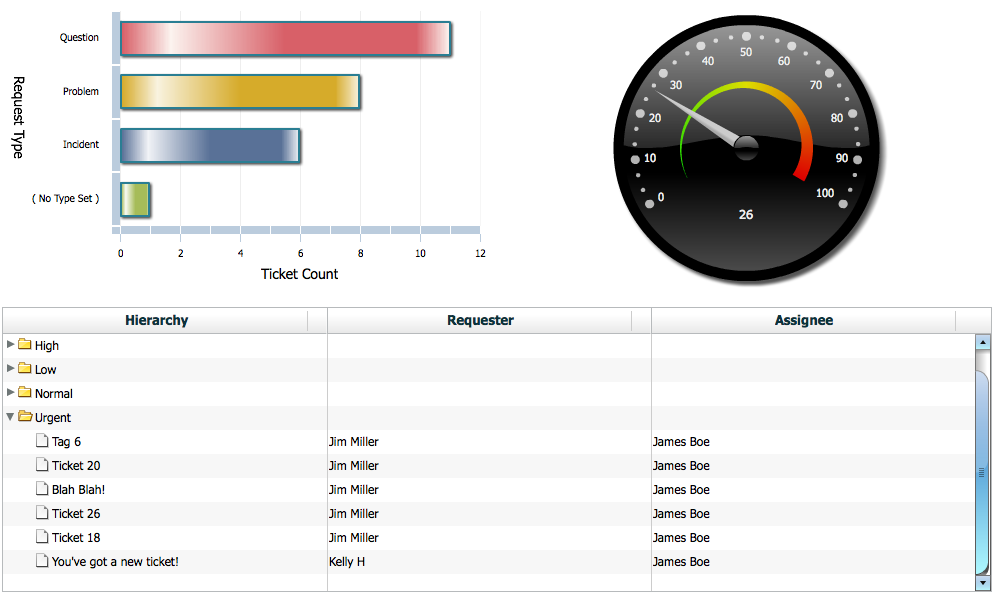 Request Type
Question
Problem
Incident
( No Type Set )
0 2 4 6 8 10 12
Ticket Count
0 10 20 30 40 50 60 70 80 90 100
26
Hierarchy Requester Assignee
High
Low
Normal
Urgent
Tag 6 Jim Miller James Boe
Ticket 20 Jim Miller James Boe
Blah Blah! Jim Miller James Boe
Ticket 26 Jim Miller James Boe
Ticket 18 Jim Miller James Boe
You've got a new ticket! Kelly H James Boe